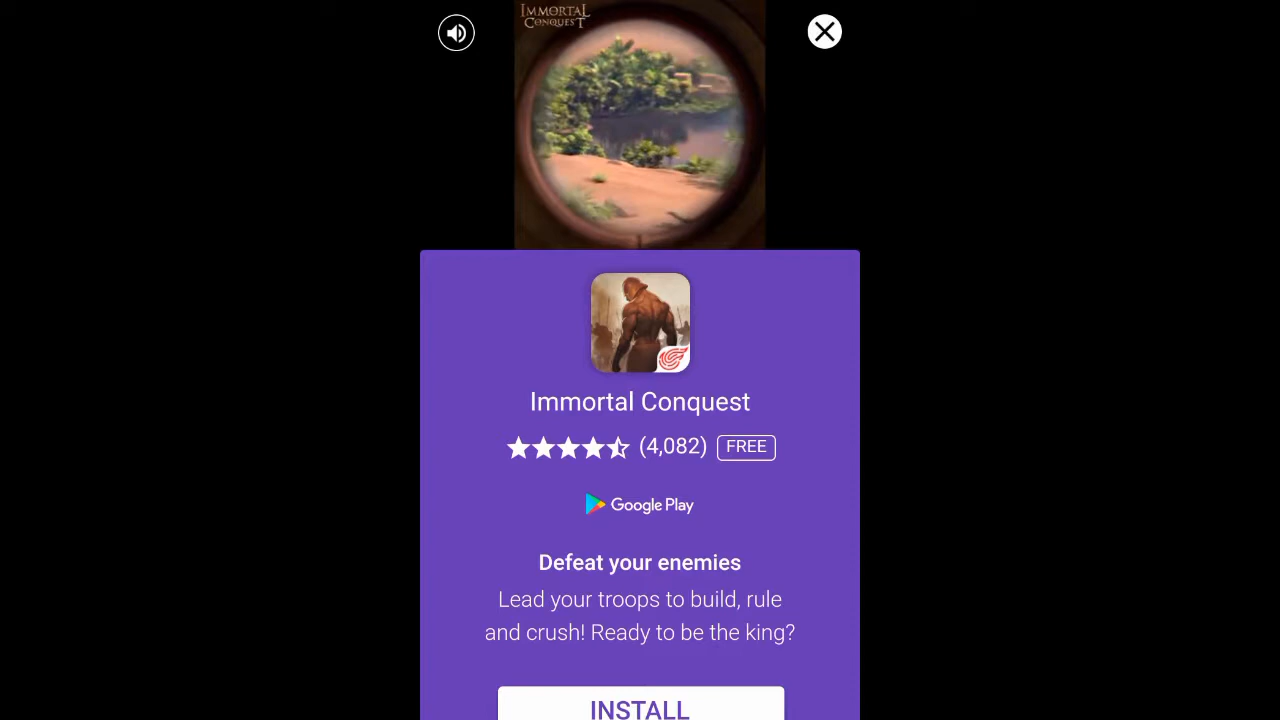 IMMORTAL
CONQUEST
Immortal Conquest
(4,082) FREE
Google Play
Defeat your enemies
Lead your troops to build, rule
and crush! Ready to be the king?
INSTALL